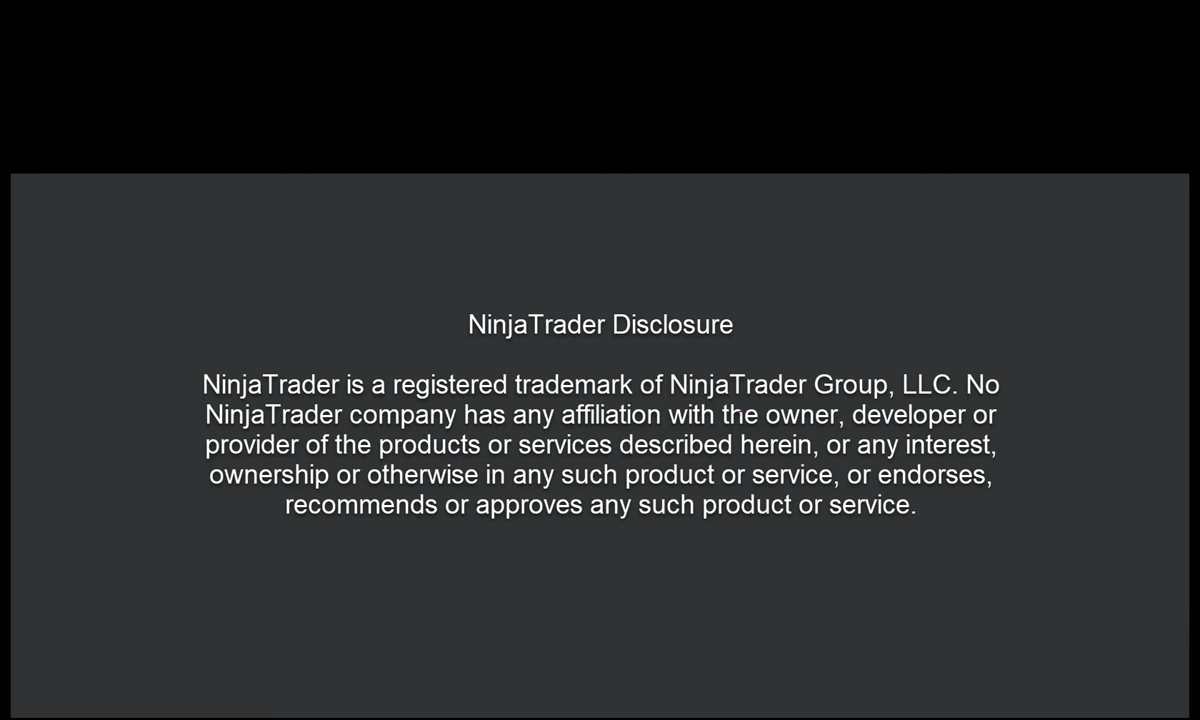 NinjaTrader Disclosure
NinjaTrader is a registered trademark of NinjaTrader Group, LLC. No
NinjaTrader company has any affiliation with the owner, developer or
provider of the products or services described herein, or any interest,
ownership or otherwise in any such product or service, or endorses,
recommends or approves any such product or service.